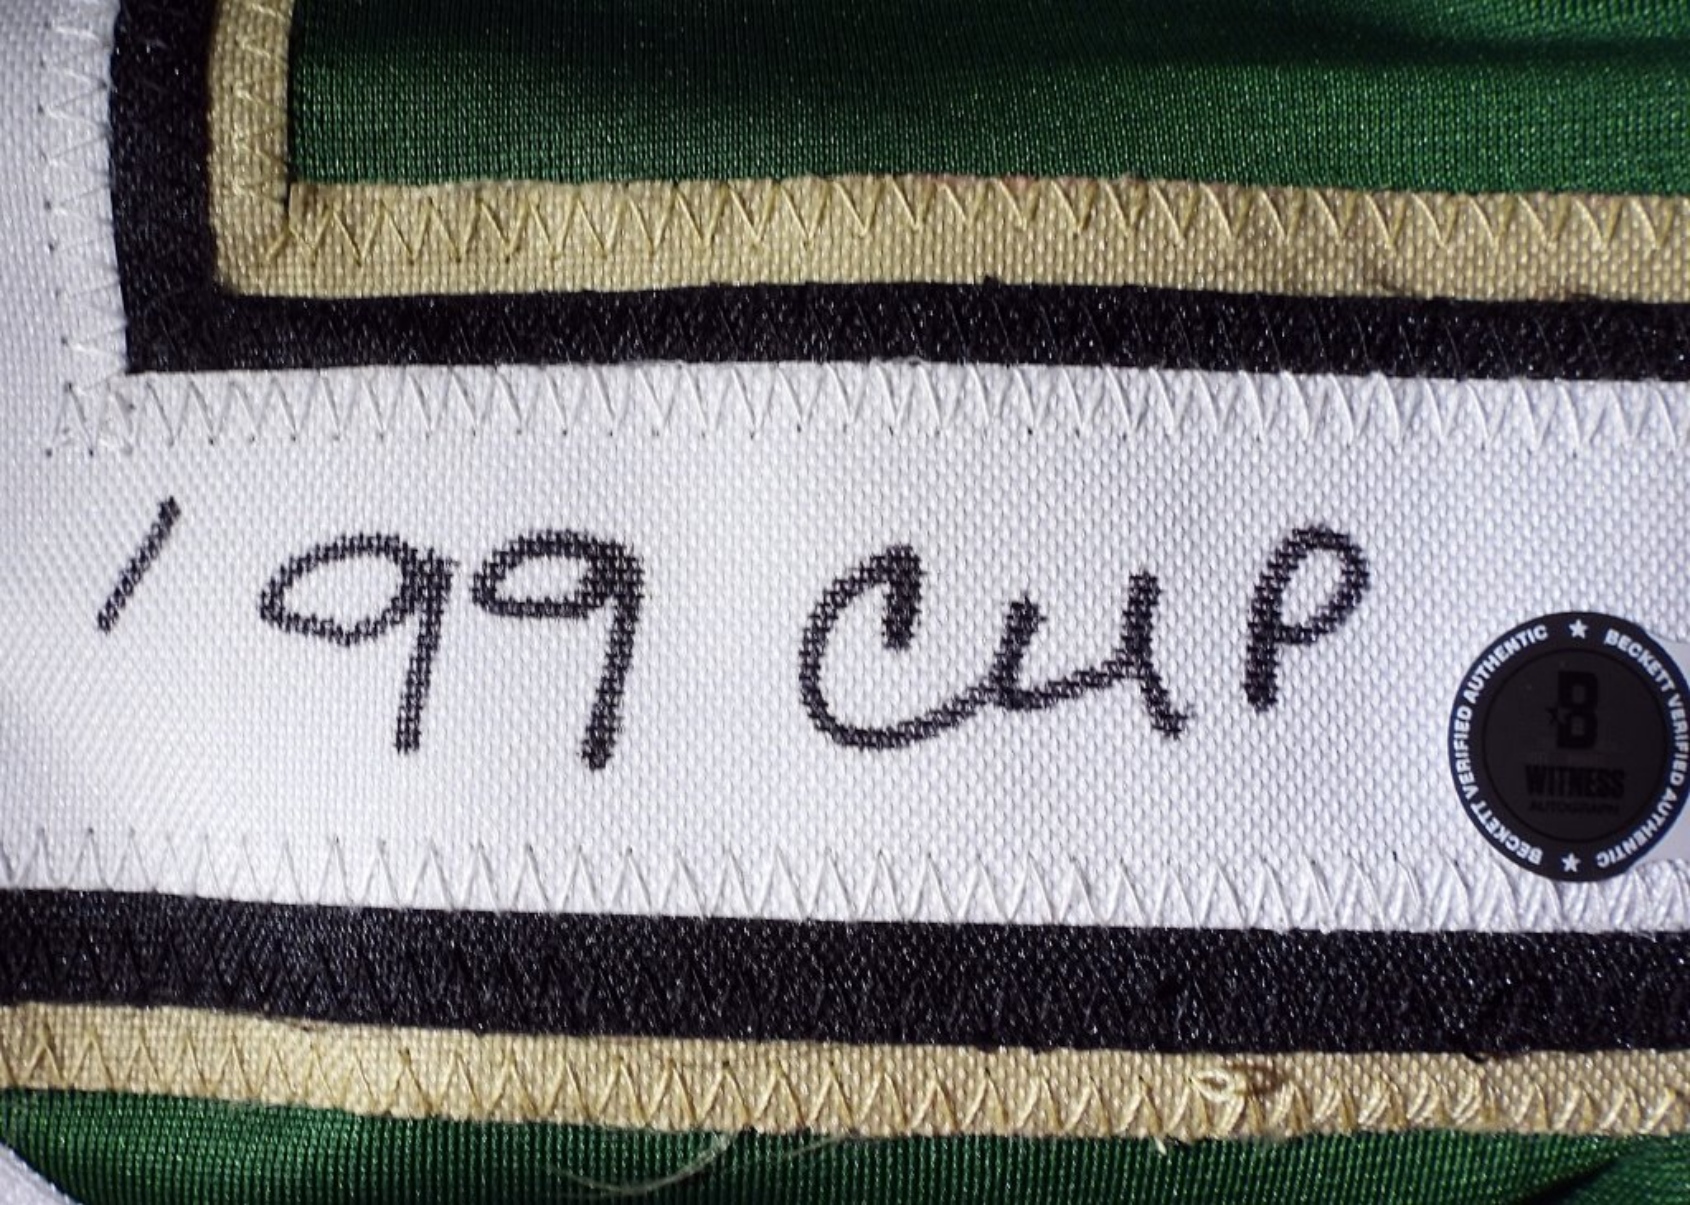 '99 CUP
BECKETT VERIFIED AUTHENTIC ★ BECKETT VERIFIED AUTHENTIC ★
B
WITNESS
AUTOGRAPH